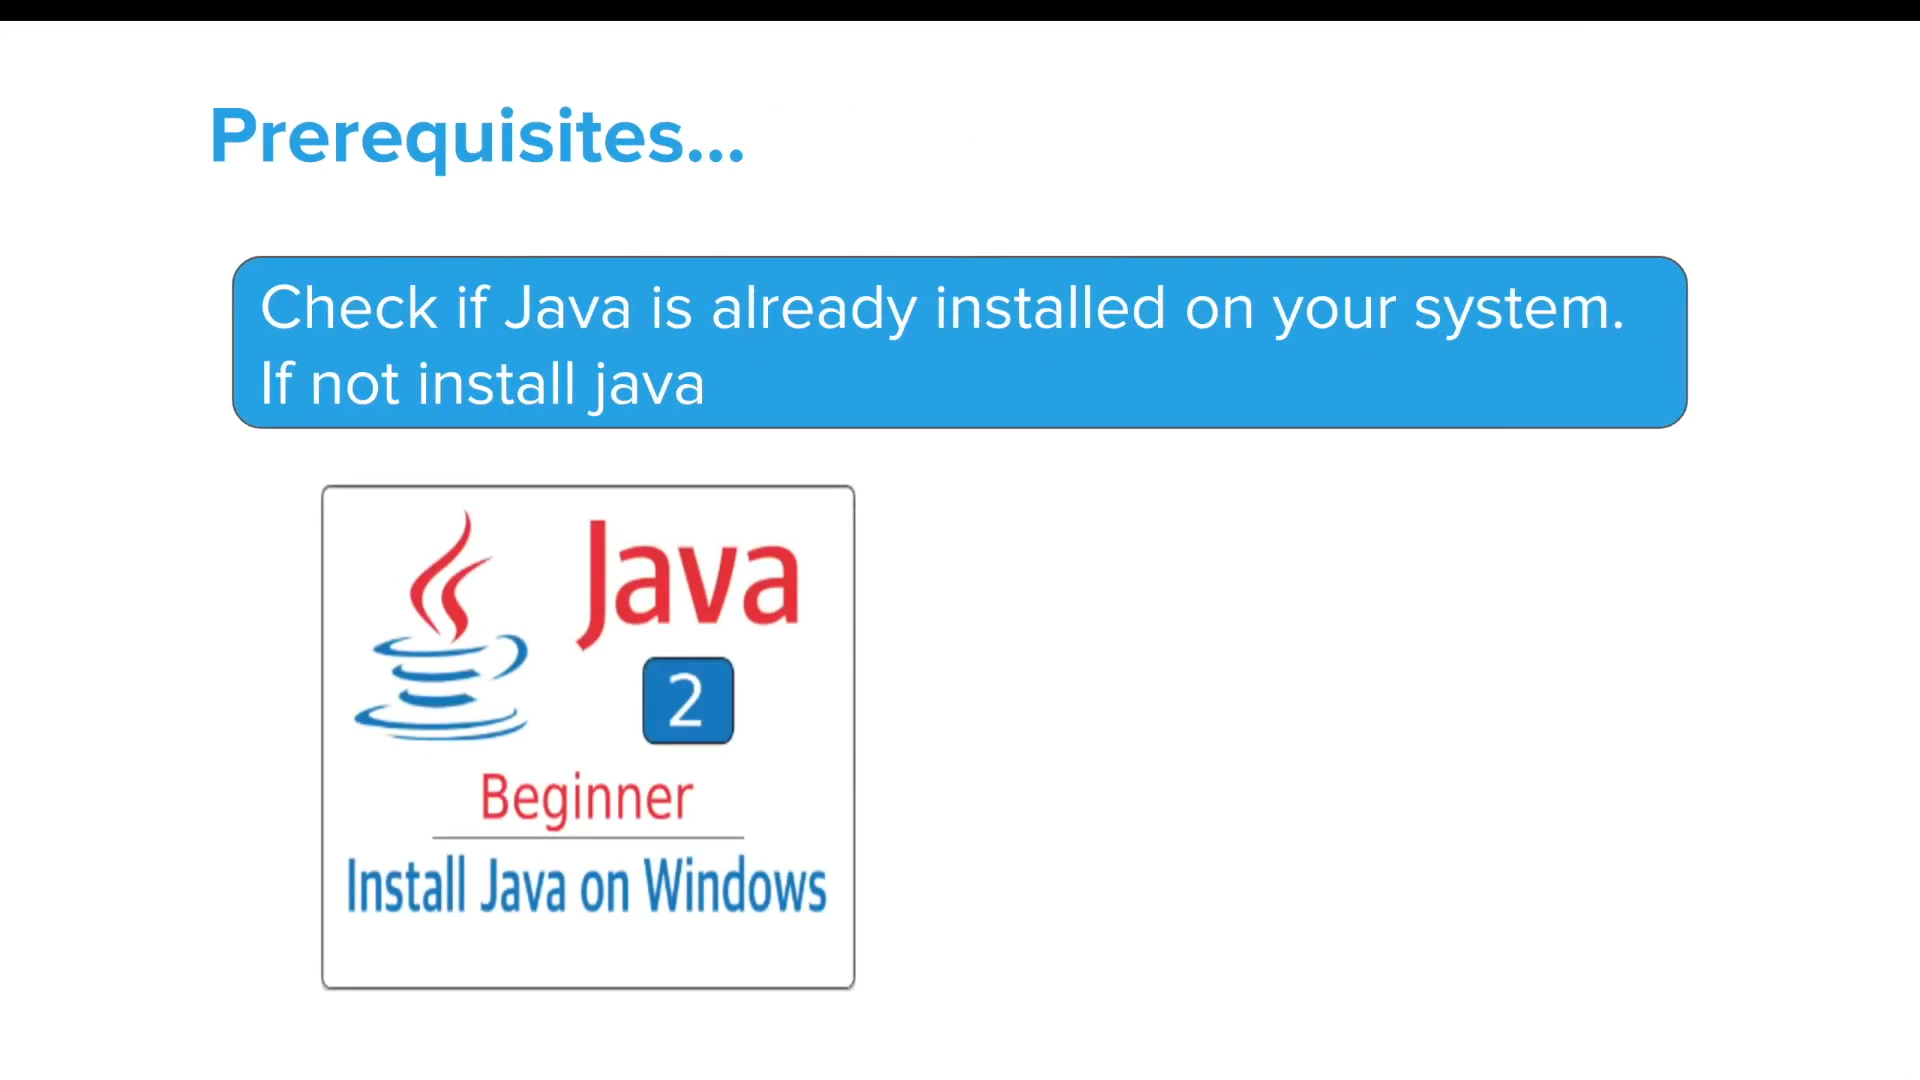 Prerequisites...
Check if Java is already installed on your system.
If not install java
Java
2
Beginner
Install Java on Windows